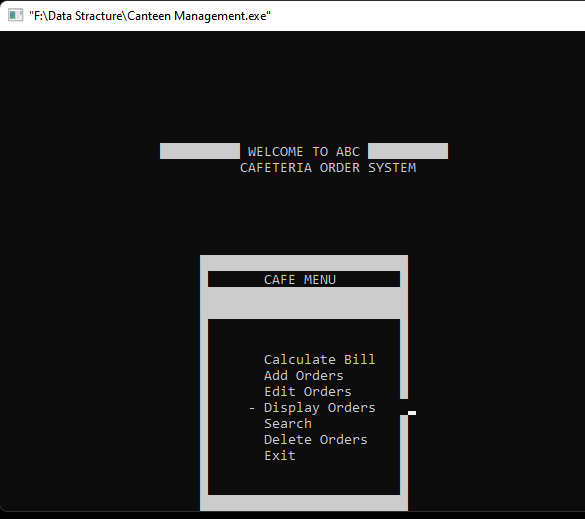 "F:\Data Stracture\Canteen Management.exe"
WELCOME TO ABC
CAFETERIA ORDER SYSTEM
CAFE MENU
Calculate Bill
Add Orders
Edit Orders
- Display Orders
Search
Delete Orders
Exit